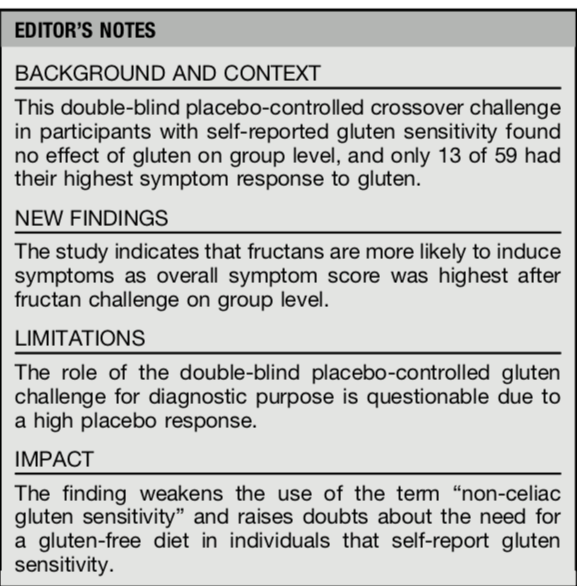 EDITOR'S NOTES
BACKGROUND AND CONTEXT
This double-blind placebo-controlled crossover challenge
in participants with self-reported gluten sensitivity found
no effect of gluten on group level, and only 13 of 59 had
their highest symptom response to gluten.
NEW FINDINGS
The study indicates that fructans are more likely to induce
symptoms as overall symptom score was highest after
fructan challenge on group level.
LIMITATIONS
The role of the double-blind placebo-controlled gluten
challenge for diagnostic purpose is questionable due to
a high placebo response.
IMPACT
The finding weakens the use of the term “non-celiac
gluten sensitivity” and raises doubts about the need for
a gluten-free diet in individuals that self-report gluten
sensitivity.